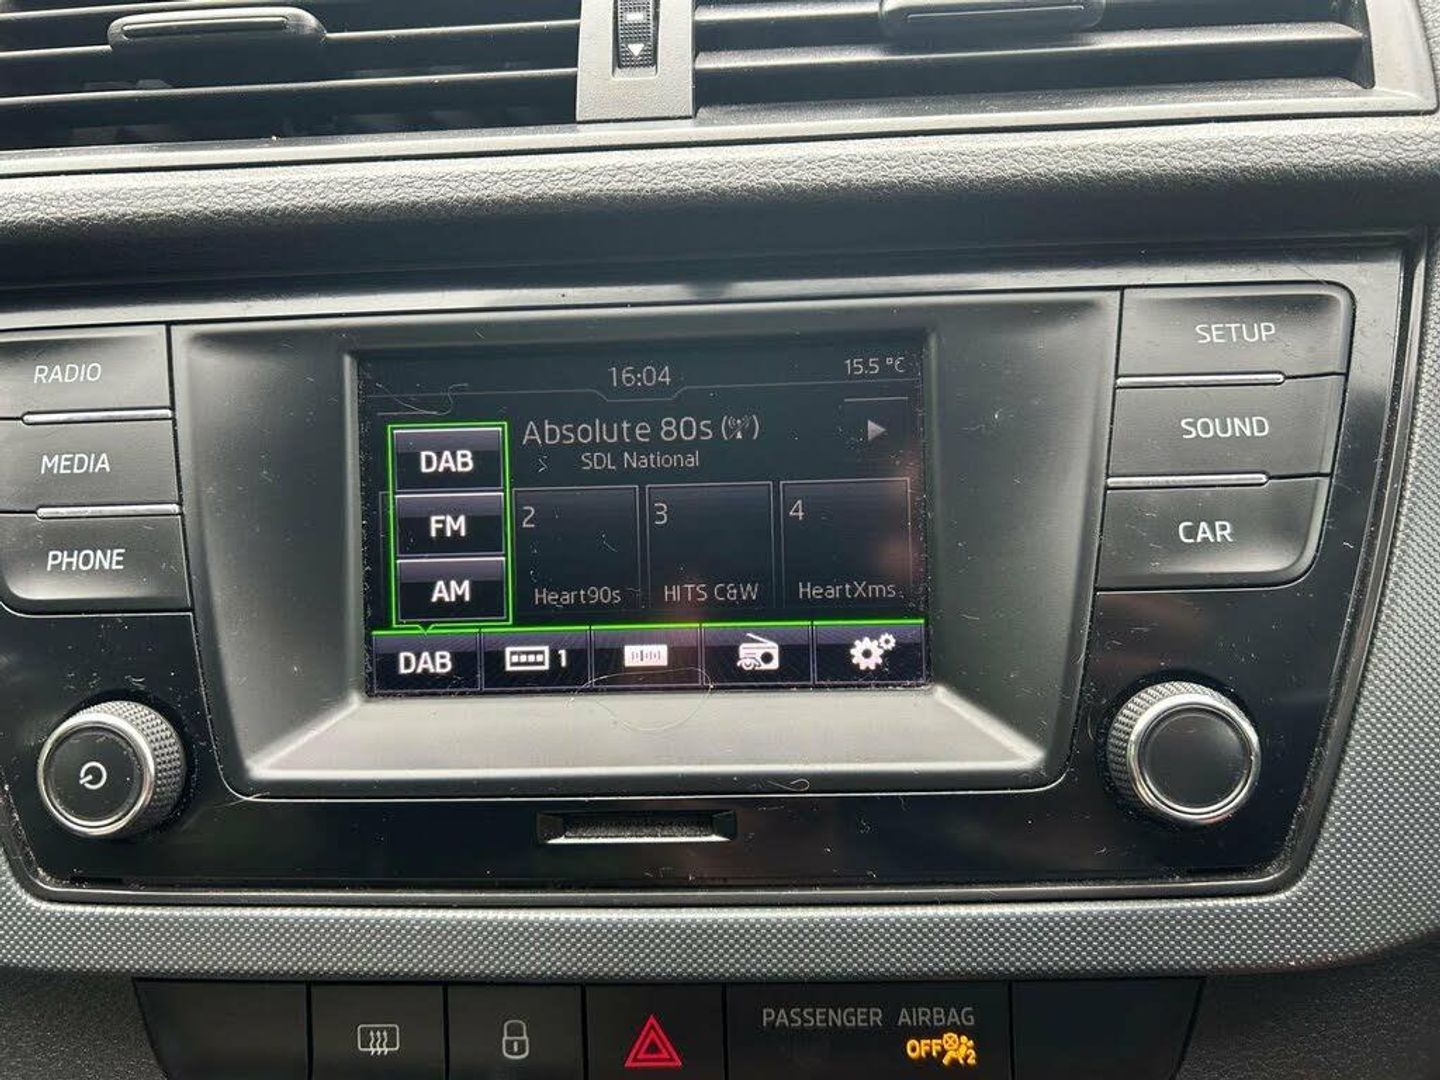 RADIO
MEDIA
PHONE
16:04
15.5 °C
Absolute 80s
SDL National
DAB
FM
AM
2
Heart90s
3
HITS C&W
4
HeartXms.
DAB
1
SETUP
SOUND
CAR
PASSENGER AIRBAG
OFF
2